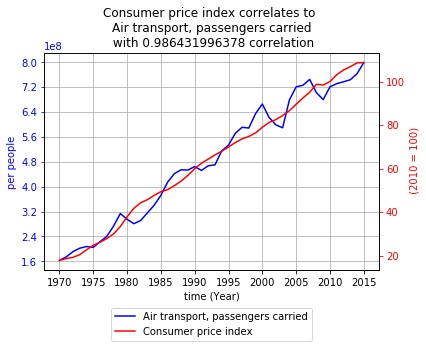 Consumer price index correlates to
Air transport, passengers carried
with 0.986431996378 correlation
1e8
8.0
7.2
6.4
5.6
4.8
4.0
3.2
2.4
1.6
per people
100
80
60
40
20
(2010 = 100)
1970 1975 1980 1985 1990 1995 2000 2005 2010 2015
time (Year)
Air transport, passengers carried
Consumer price index